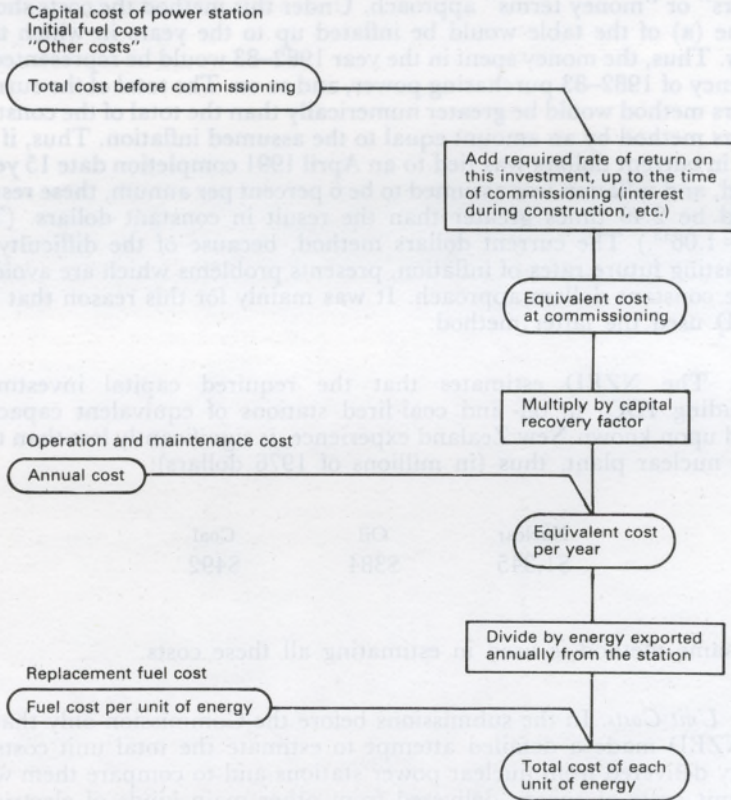 Capital cost of power station
Initial fuel cost
"Other costs"
Total cost before commissioning
Add required rate of return on
this investment, up to the time
of commissioning (interest
during construction, etc.)
Equivalent cost
at commissioning
Multiply by capital
recovery factor
Operation and maintenance cost
Annual cost
Equivalent cost
per year
Divide by energy exported
annually from the station
Replacement fuel cost
Fuel cost per unit of energy
Total cost of each
unit of energy